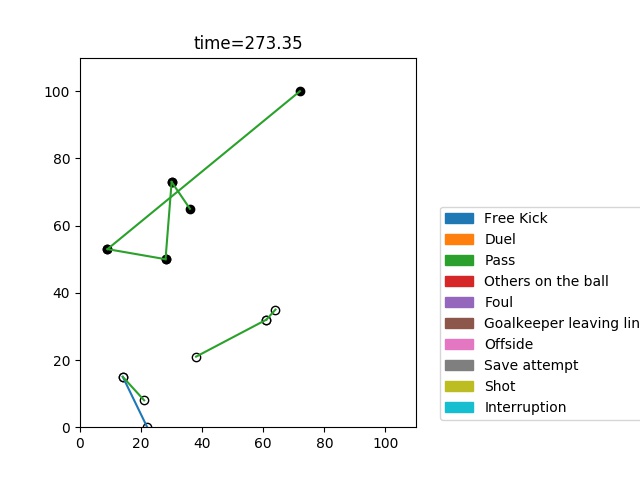 time=273.35
100
80
60
40
20
0
0 20 40 60 80 100
Free Kick
Duel
Pass
Others on the ball
Foul
Goalkeeper leaving lin
Offside
Save attempt
Shot
Interruption